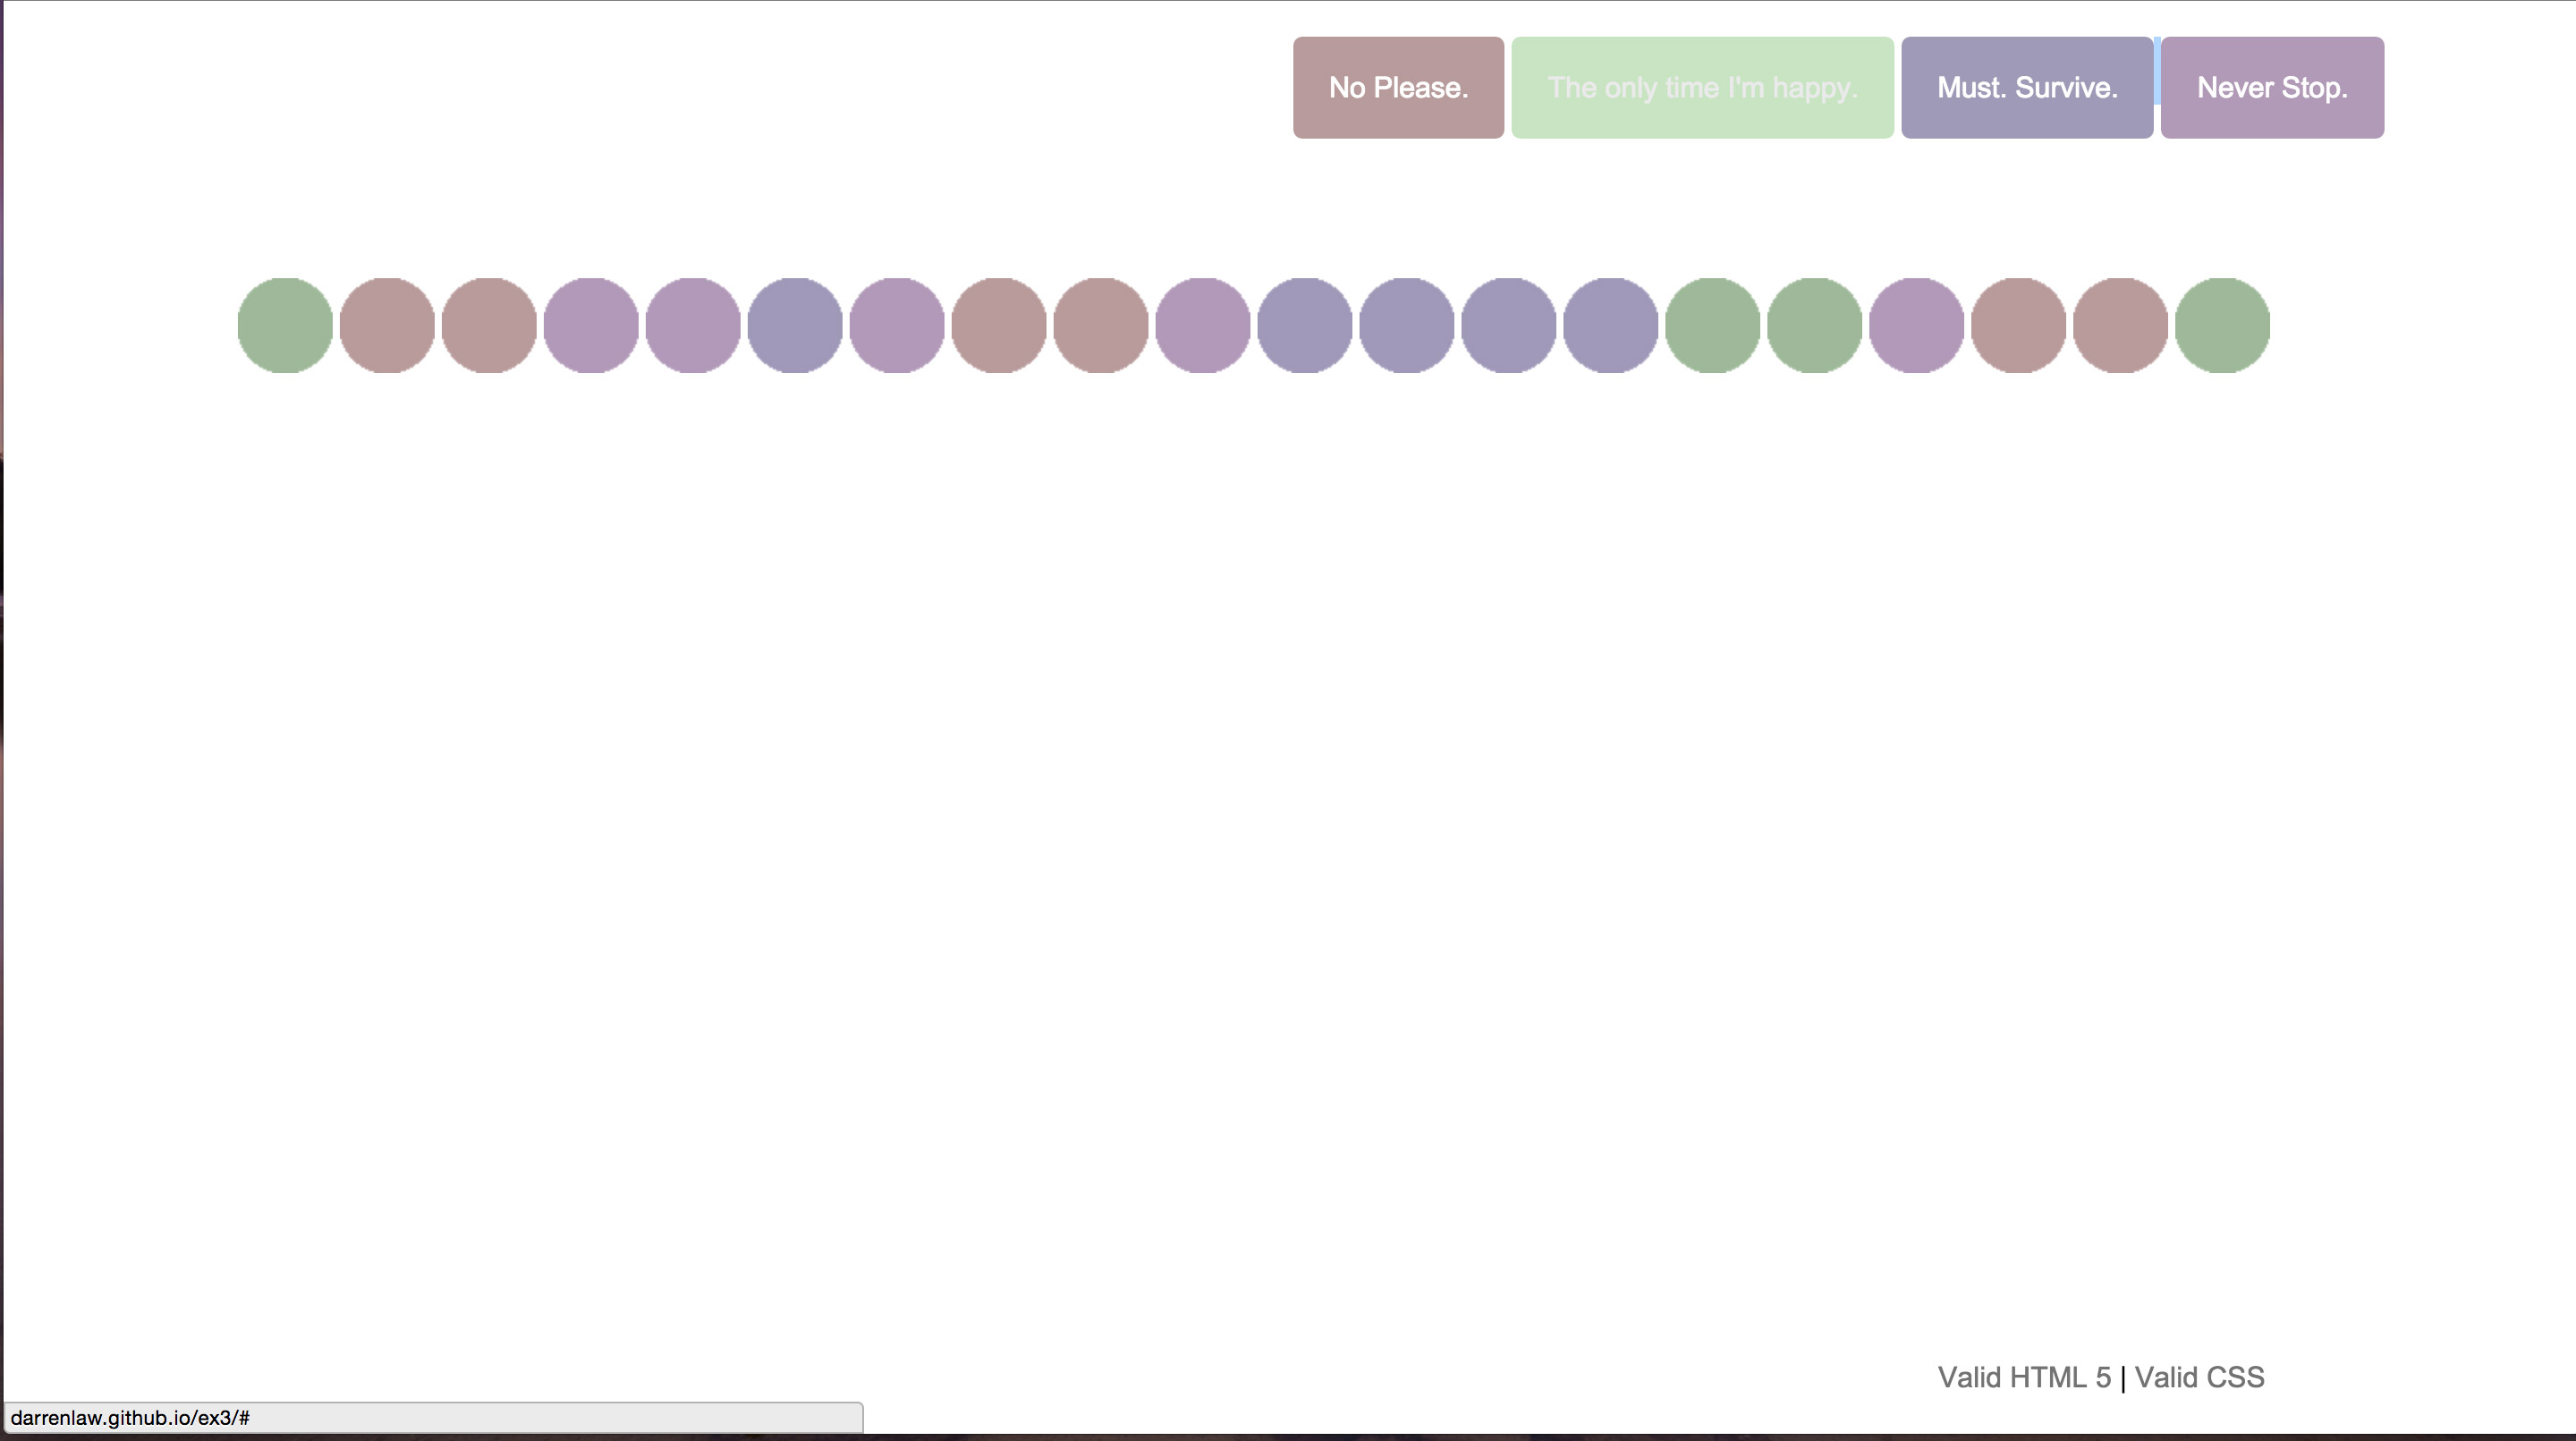 No Please. The only time I'm happy. Must. Survive. Never Stop.
Valid HTML 5 | Valid CSS
darrenlaw.github.io/ex3/#